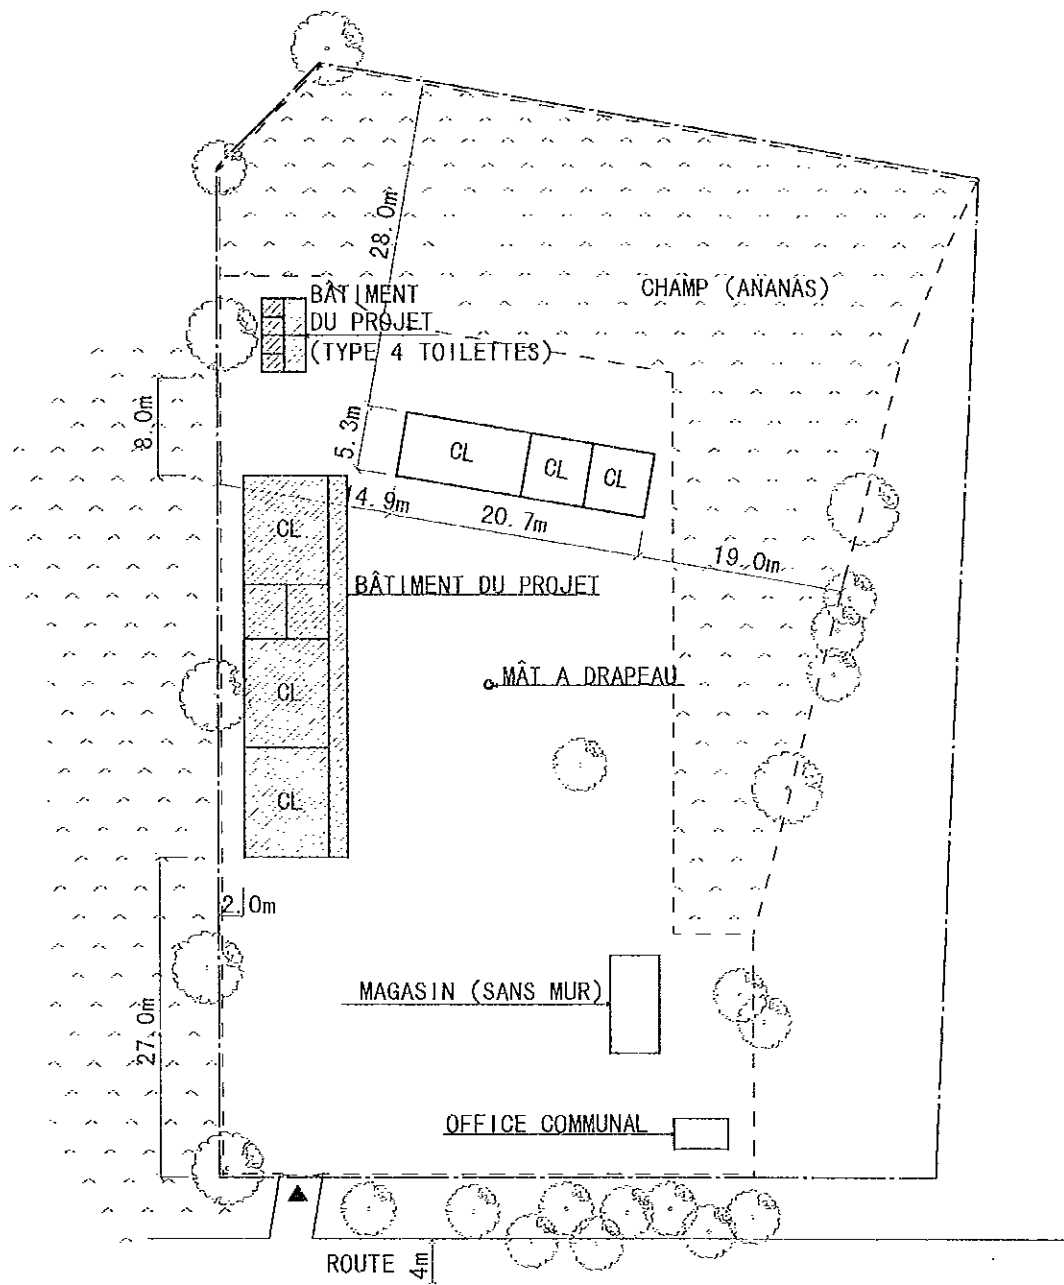 28.0m
CHAMP (ANANAS)
BÂTIMENT
DU PROJET
(TYPE 4 TOILETTES)
8.0m
5.3m
CL
CL
CL
4.9m
20.7m
19.0m
CL
BÂTIMENT DU PROJET
CL
MÂT A DRAPEAU
CL
2.0m
MAGASIN (SANS MUR)
27.0m
OFFICE COMMUNAL
ROUTE
4m